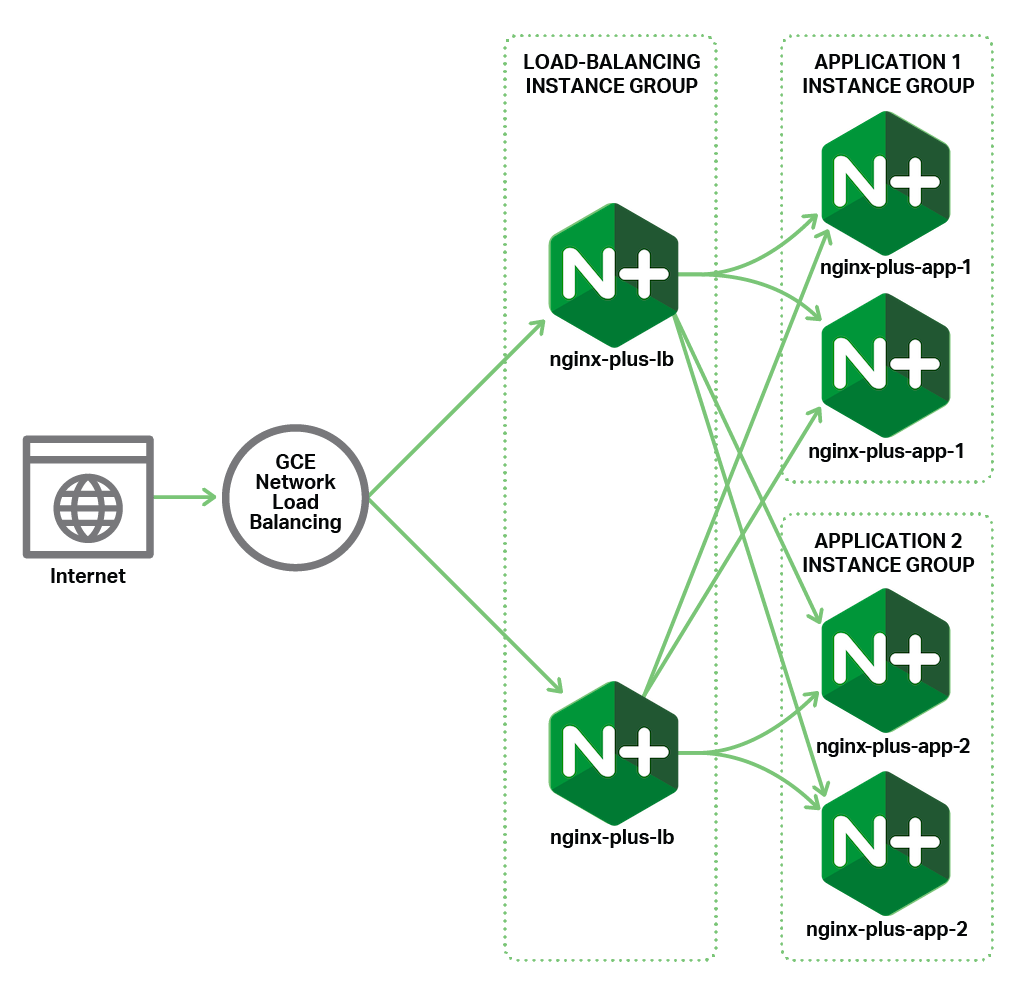 LOAD-BALANCING
INSTANCE GROUP
APPLICATION 1
INSTANCE GROUP
N+
nginx-plus-app-1
N+
nginx-plus-lb
N+
nginx-plus-app-1
GCE
Network
Load
Balancing
Internet
APPLICATION 2
INSTANCE GROUP
N+
nginx-plus-app-2
N+
nginx-plus-lb
N+
nginx-plus-app-2